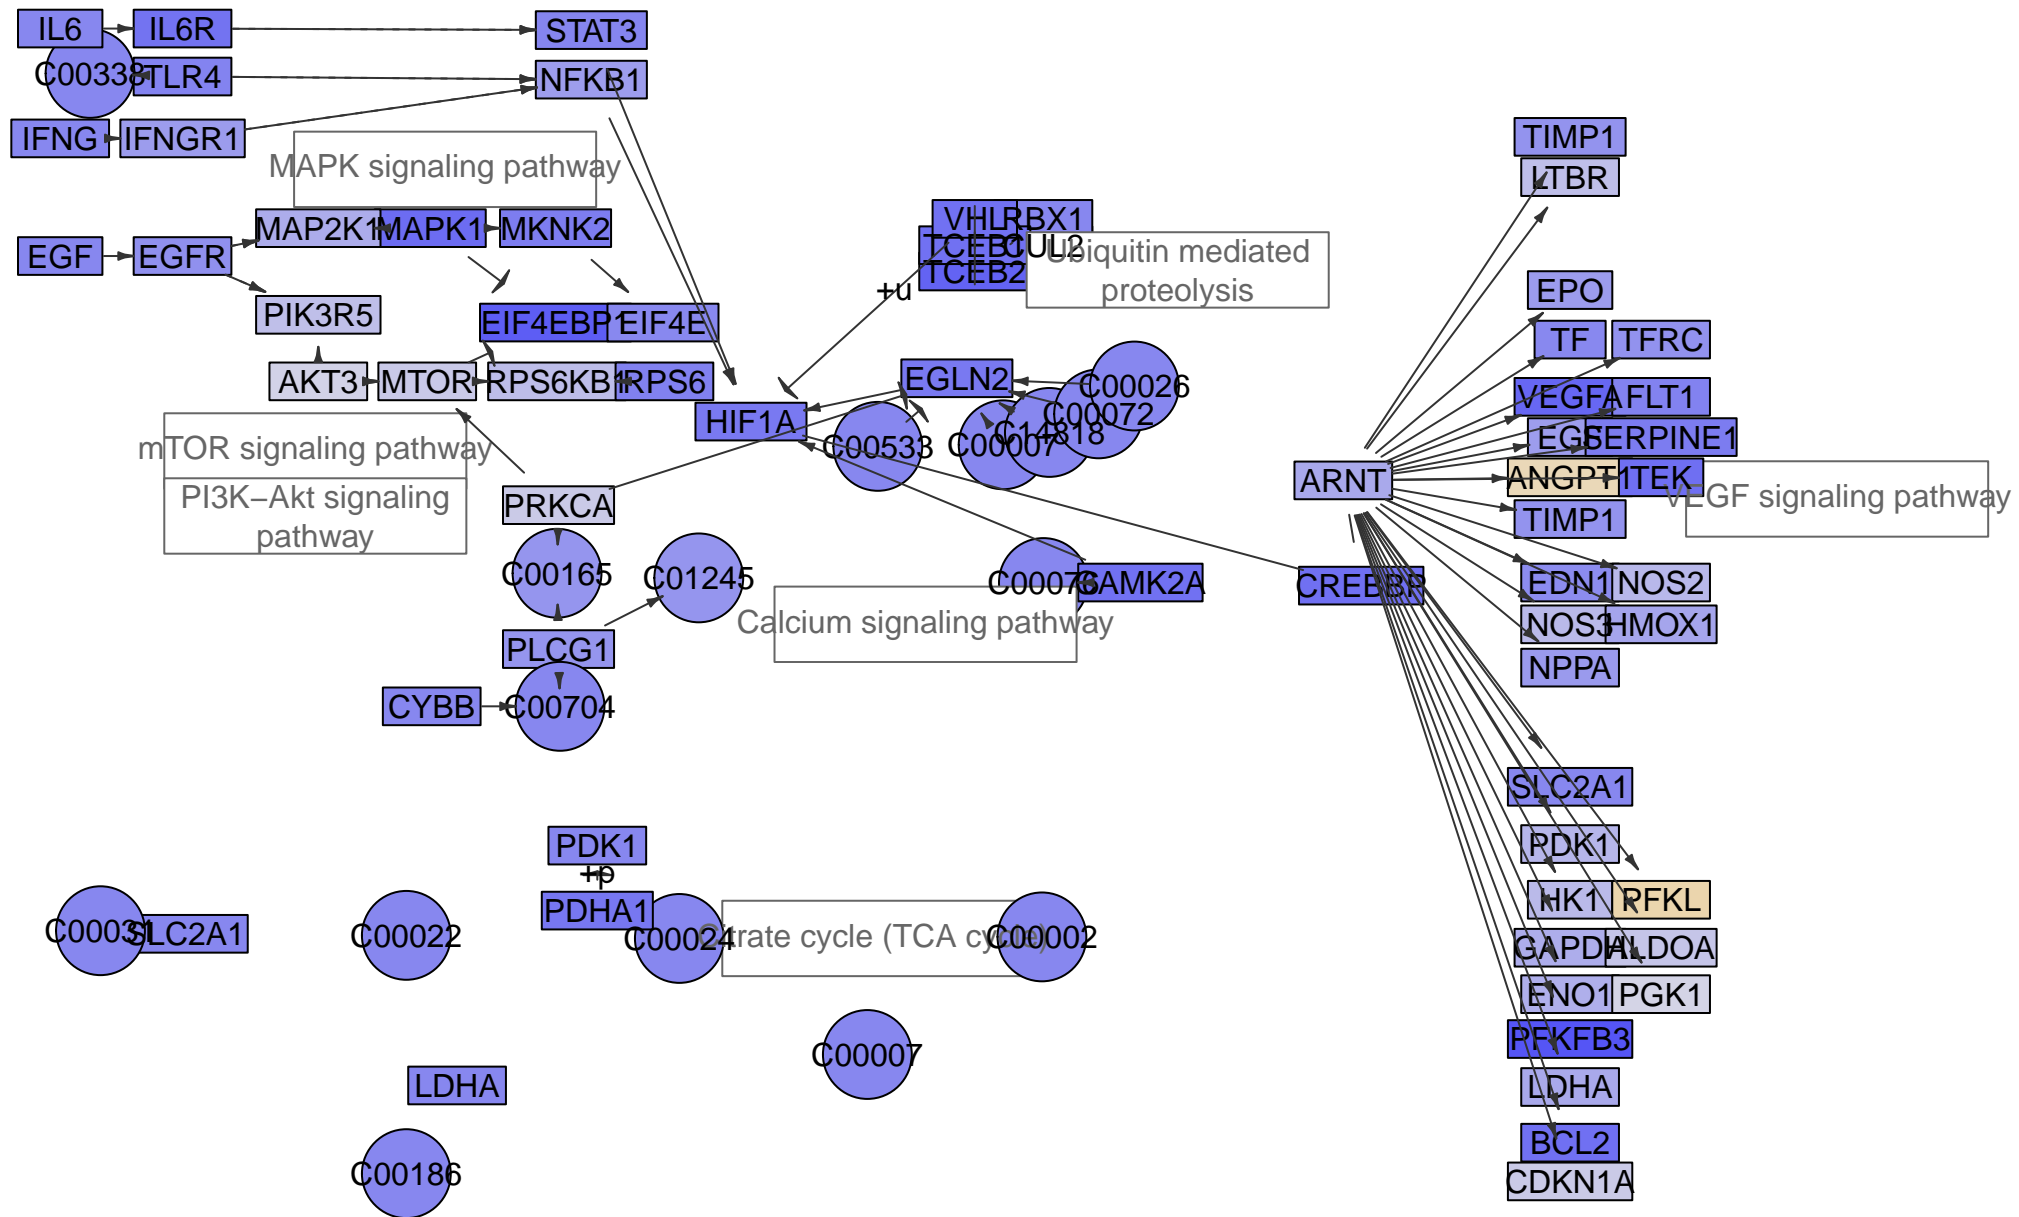 IL6
IL6R
STAT3
C00338
TLR4
NFKB1
IFNG
IFNGR1
TIMP1
MAPK signaling pathway
LTBR
MAP2K1
MAPK1
MKNK2
VHL
RBX1
EGF
EGFR
TCEB1
CUL2
Ubiquitin mediated
proteolysis
TCEB2
+u
EPO
PIK3R5
EIF4EBP1
EIF4E
TF
TFRC
AKT3
MTOR
RPS6KB1
RPS6
EGLN2
C00026
VEGFA
FLT1
HIF1A
C00072
C14818
C00007
C00533
EGF
SERPINE1
mTOR signaling pathway
ARNT
ANGPT1
TEK
VEGF signaling pathway
PI3K–Akt signaling
pathway
PRKCA
TIMP1
C00165
C01245
C00076
CAMK2A
CREBBP
EDN1
NOS2
Calcium signaling pathway
NOS3
HMOX1
PLCG1
NPPA
CYBB
C00704
SLC2A1
PDK1
PDK1
+p
HK1
PFKL
PDHA1
C00031
SLC2A1
C00022
C00024
Citrate cycle (TCA cycle)
C00002
GAPDH
ALDOA
ENO1
PGK1
PFKFB3
C00007
LDHA
LDHA
BCL2
C00186
CDKN1A